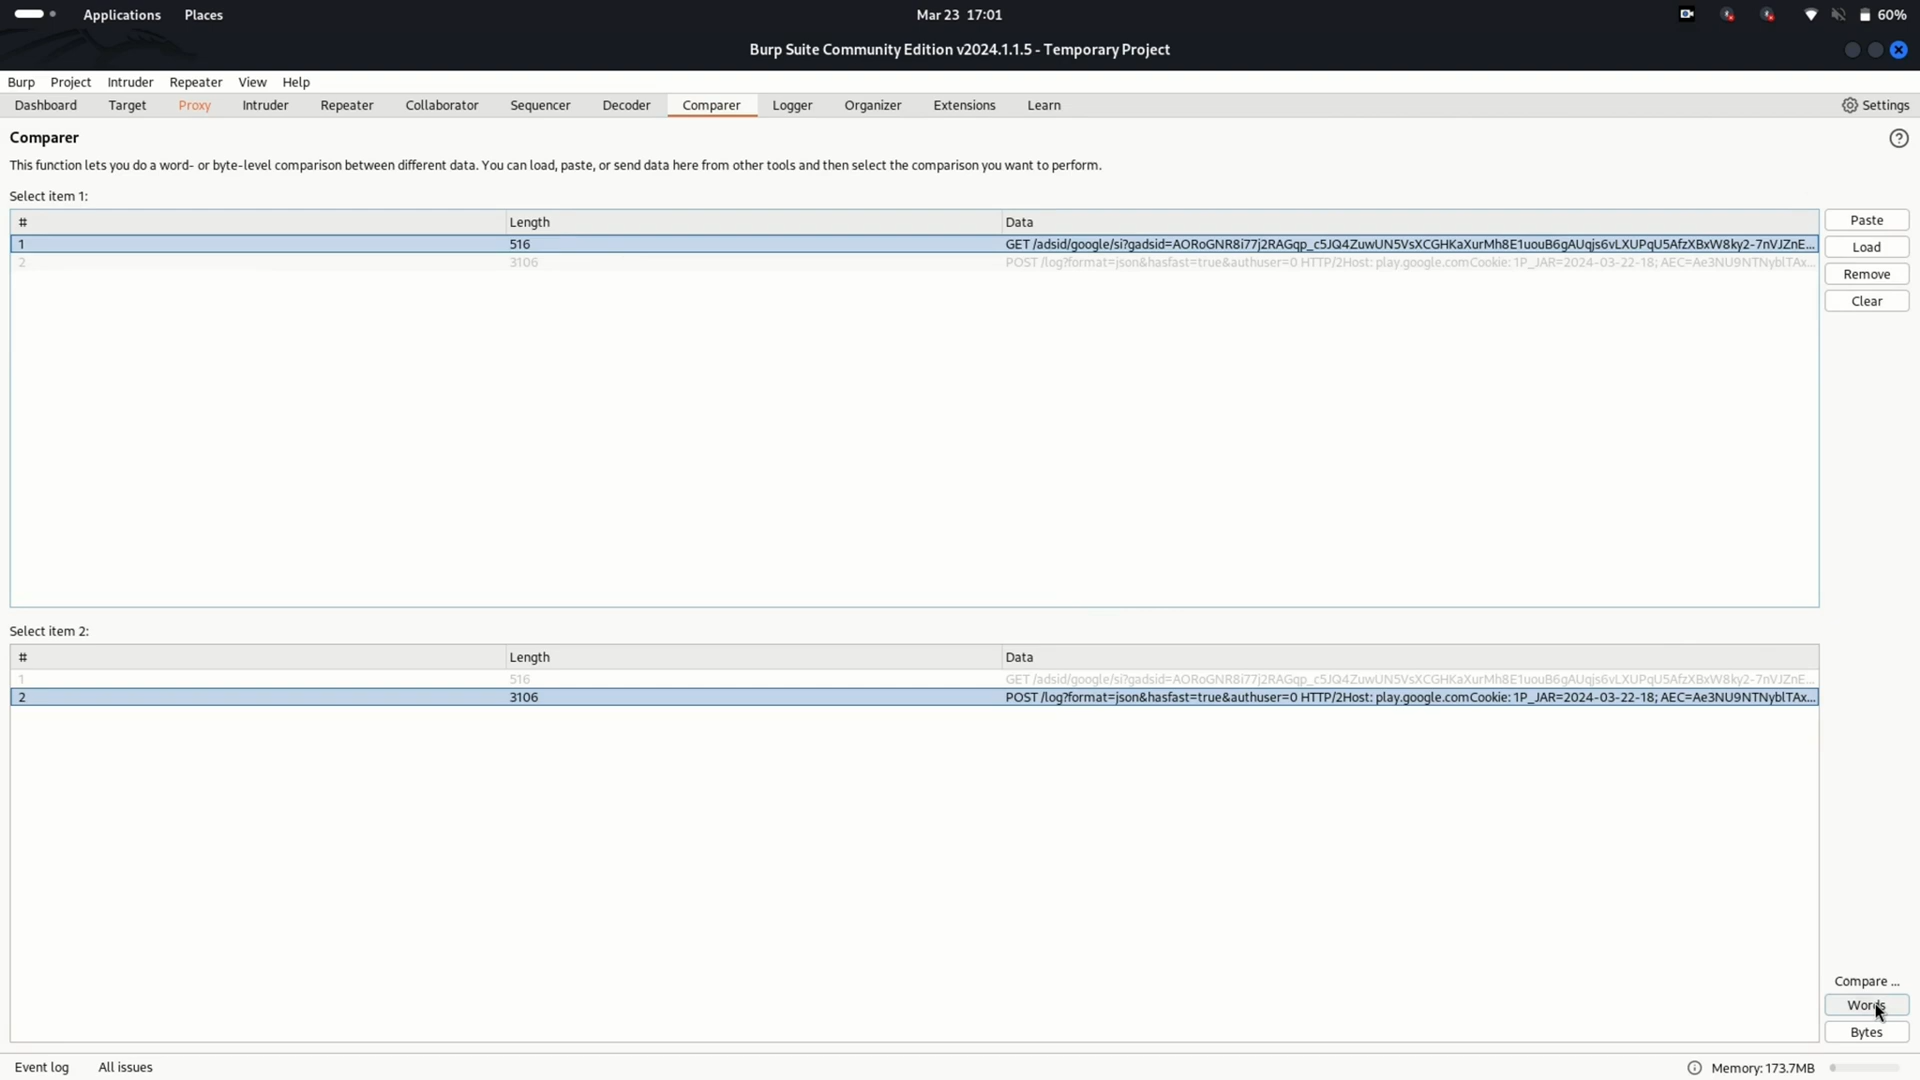 Applications Places Mar 23 17:01 60%
Burp Suite Community Edition v2024.1.1.5 - Temporary Project
Burp Project Intruder Repeater View Help
Dashboard Target Proxy Intruder Repeater Collaborator Sequencer Decoder Comparer Logger Organizer Extensions Learn Settings
Comparer
This function lets you do a word- or byte-level comparison between different data. You can load, paste, or send data here from other tools and then select the comparison you want to perform.
Select item 1:
# Length Data
Paste
1 516 GET /adsid/google/si?gadsid=AORoGNR8i77j2RAGqp_c5JQ4ZuwUN5VsXCGHKaXurMh8E1uouB6gAUqjs6vLXUPqU5AfzXBxW8ky2-7nVJZnE...
Load
2 3106 POST /log?format=json&hasfast=true&authuser=0 HTTP/2Host: play.google.comCookie: 1P_JAR=2024-03-22-18; AEC=Ae3NU9NTNyblTAx...
Remove
Clear
Select item 2:
# Length Data
1 516 GET /adsid/google/si?gadsid=AORoGNR8i77j2RAGqp_c5JQ4ZuwUN5VsXCGHKaXurMh8E1uouB6gAUqjs6vLXUPqU5AfzXBxW8ky2-7nVJZnE...
2 3106 POST /log?format=json&hasfast=true&authuser=0 HTTP/2Host: play.google.comCookie: 1P_JAR=2024-03-22-18; AEC=Ae3NU9NTNyblTAx...
Compare ...
Words
Bytes
Event log All issues Memory: 173.7MB